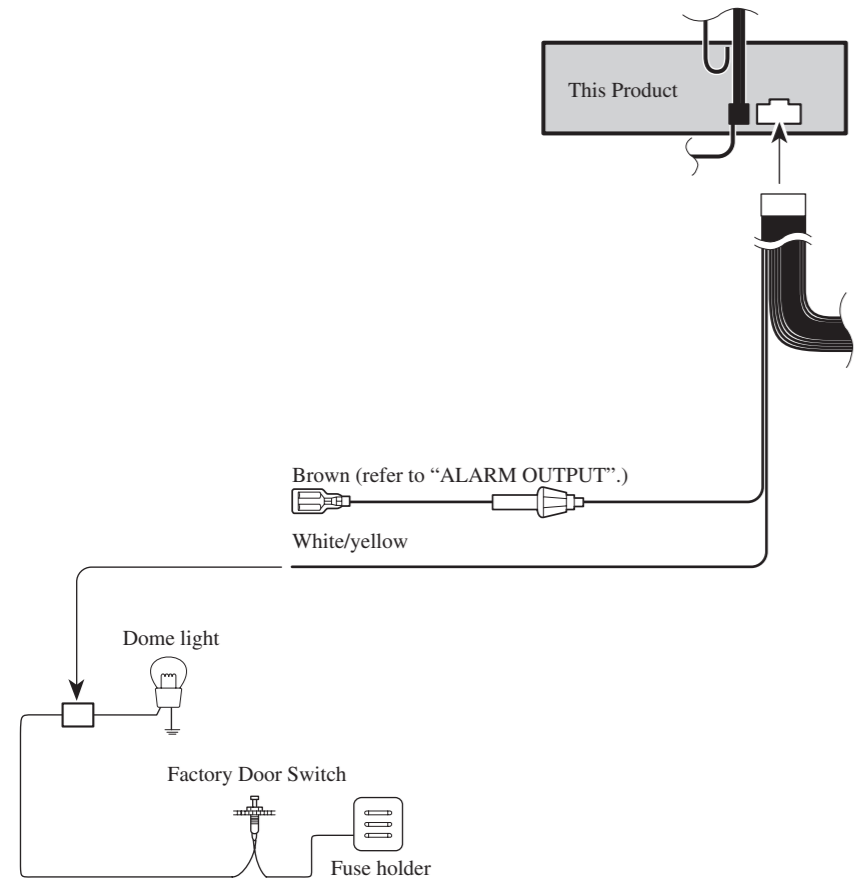 This Product
Brown (refer to “ALARM OUTPUT”.)
White/yellow
Dome light
Factory Door Switch
Fuse holder